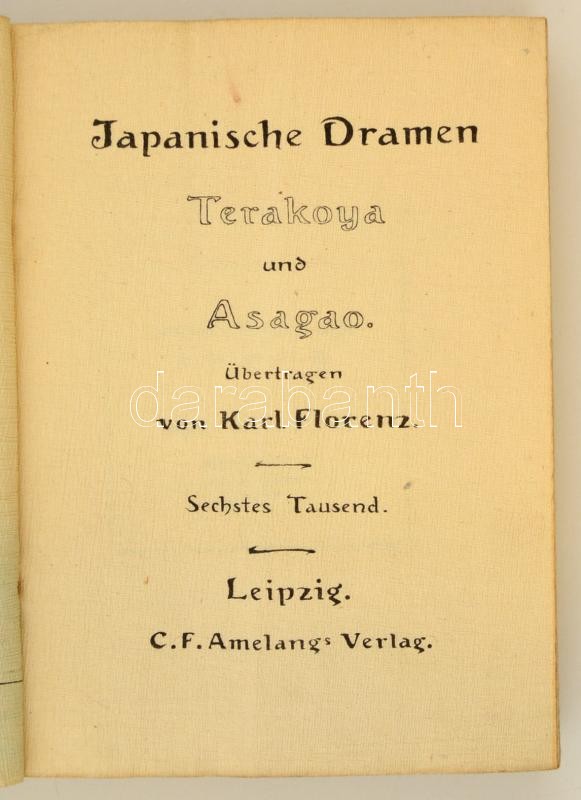 Japanische Dramen
Terakoya
und
Asagao.
Übertragen
darabanth
von Karl Florenz.
Sechstes Tausend.
Leipzig.
C. F. Amelangs Verlag.